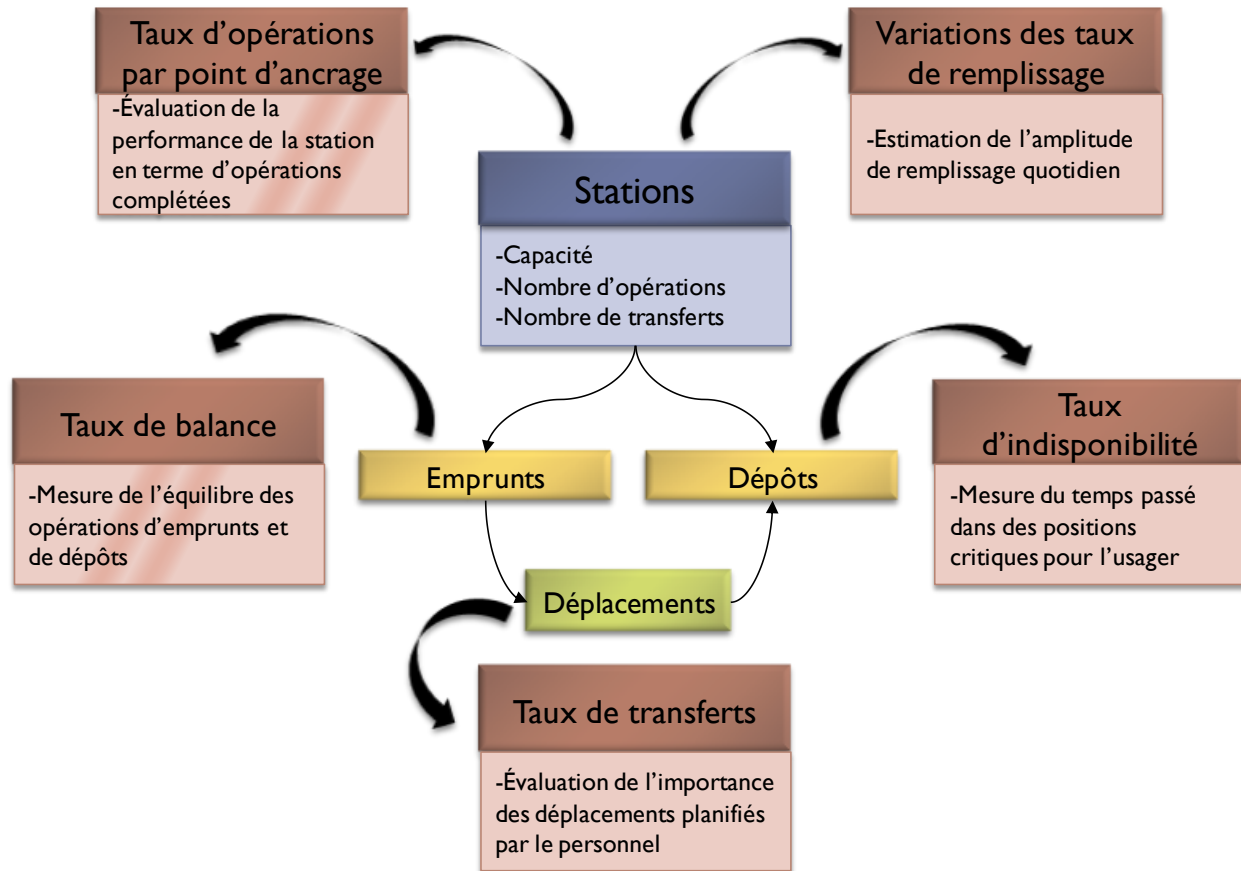 Taux d'opérations
par point d'ancrage
-Évaluation de la
performance de la station
en terme d'opérations
complétées
Variations des taux
de remplissage
-Estimation de l'amplitude
de remplissage quotidien
Stations
-Capacité
-Nombre d'opérations
-Nombre de transferts
Taux de balance
-Mesure de l'équilibre des
opérations d'emprunts et
de dépôts
Emprunts
Dépôts
Taux
d'indisponibilité
-Mesure du temps passé
dans des positions
critiques pour l'usager
Déplacements
Taux de transferts
-Évaluation de l'importance
des déplacements planifiés
par le personnel